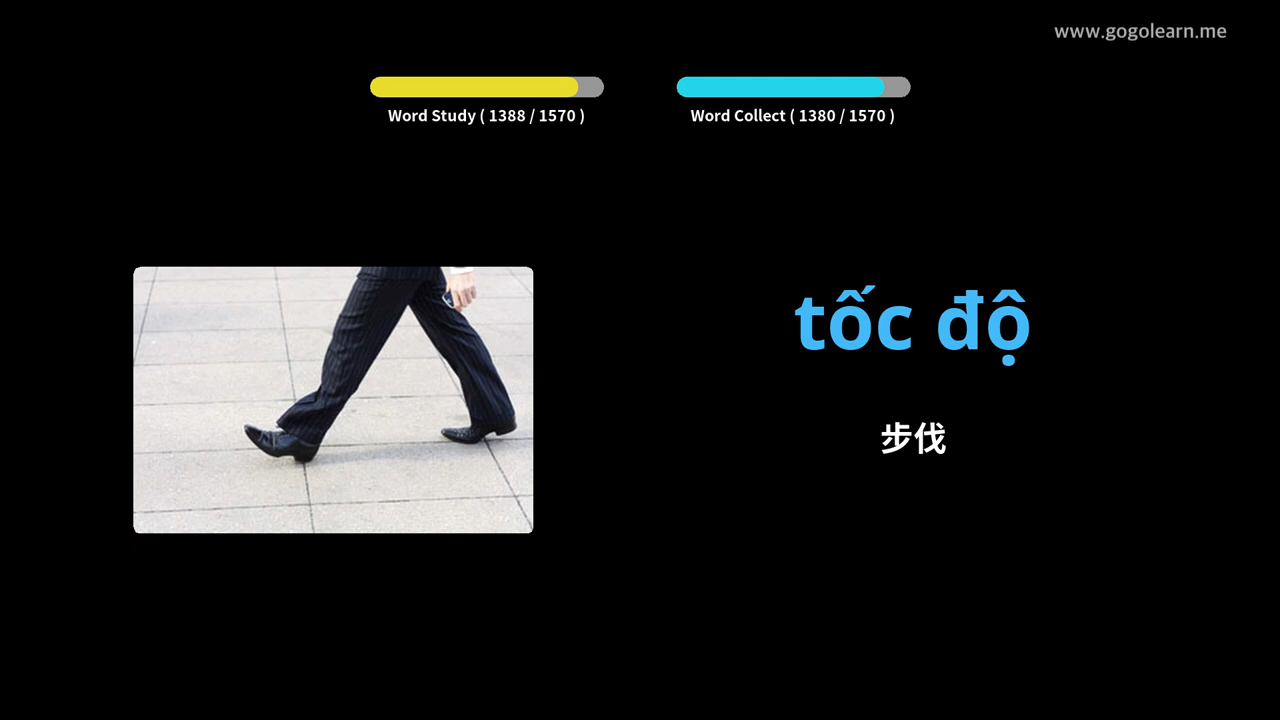 www.gogolearn.me
Word Study ( 1388 / 1570 )
Word Collect ( 1380 / 1570 )
tốc độ
步伐